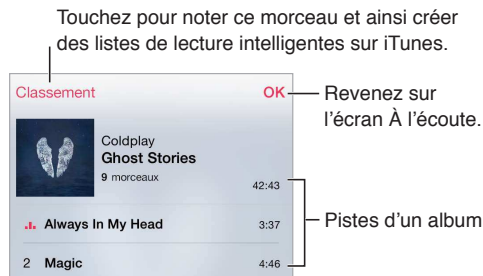 Touchez pour noter ce morceau et ainsi créer
des listes de lecture intelligentes sur iTunes.
Classement
OK
Revenez sur
l'écran À l'écoute.
Coldplay
Ghost Stories
9 morceaux
42:43
Always In My Head
3:37
Pistes d'un album
2 Magic
4:46